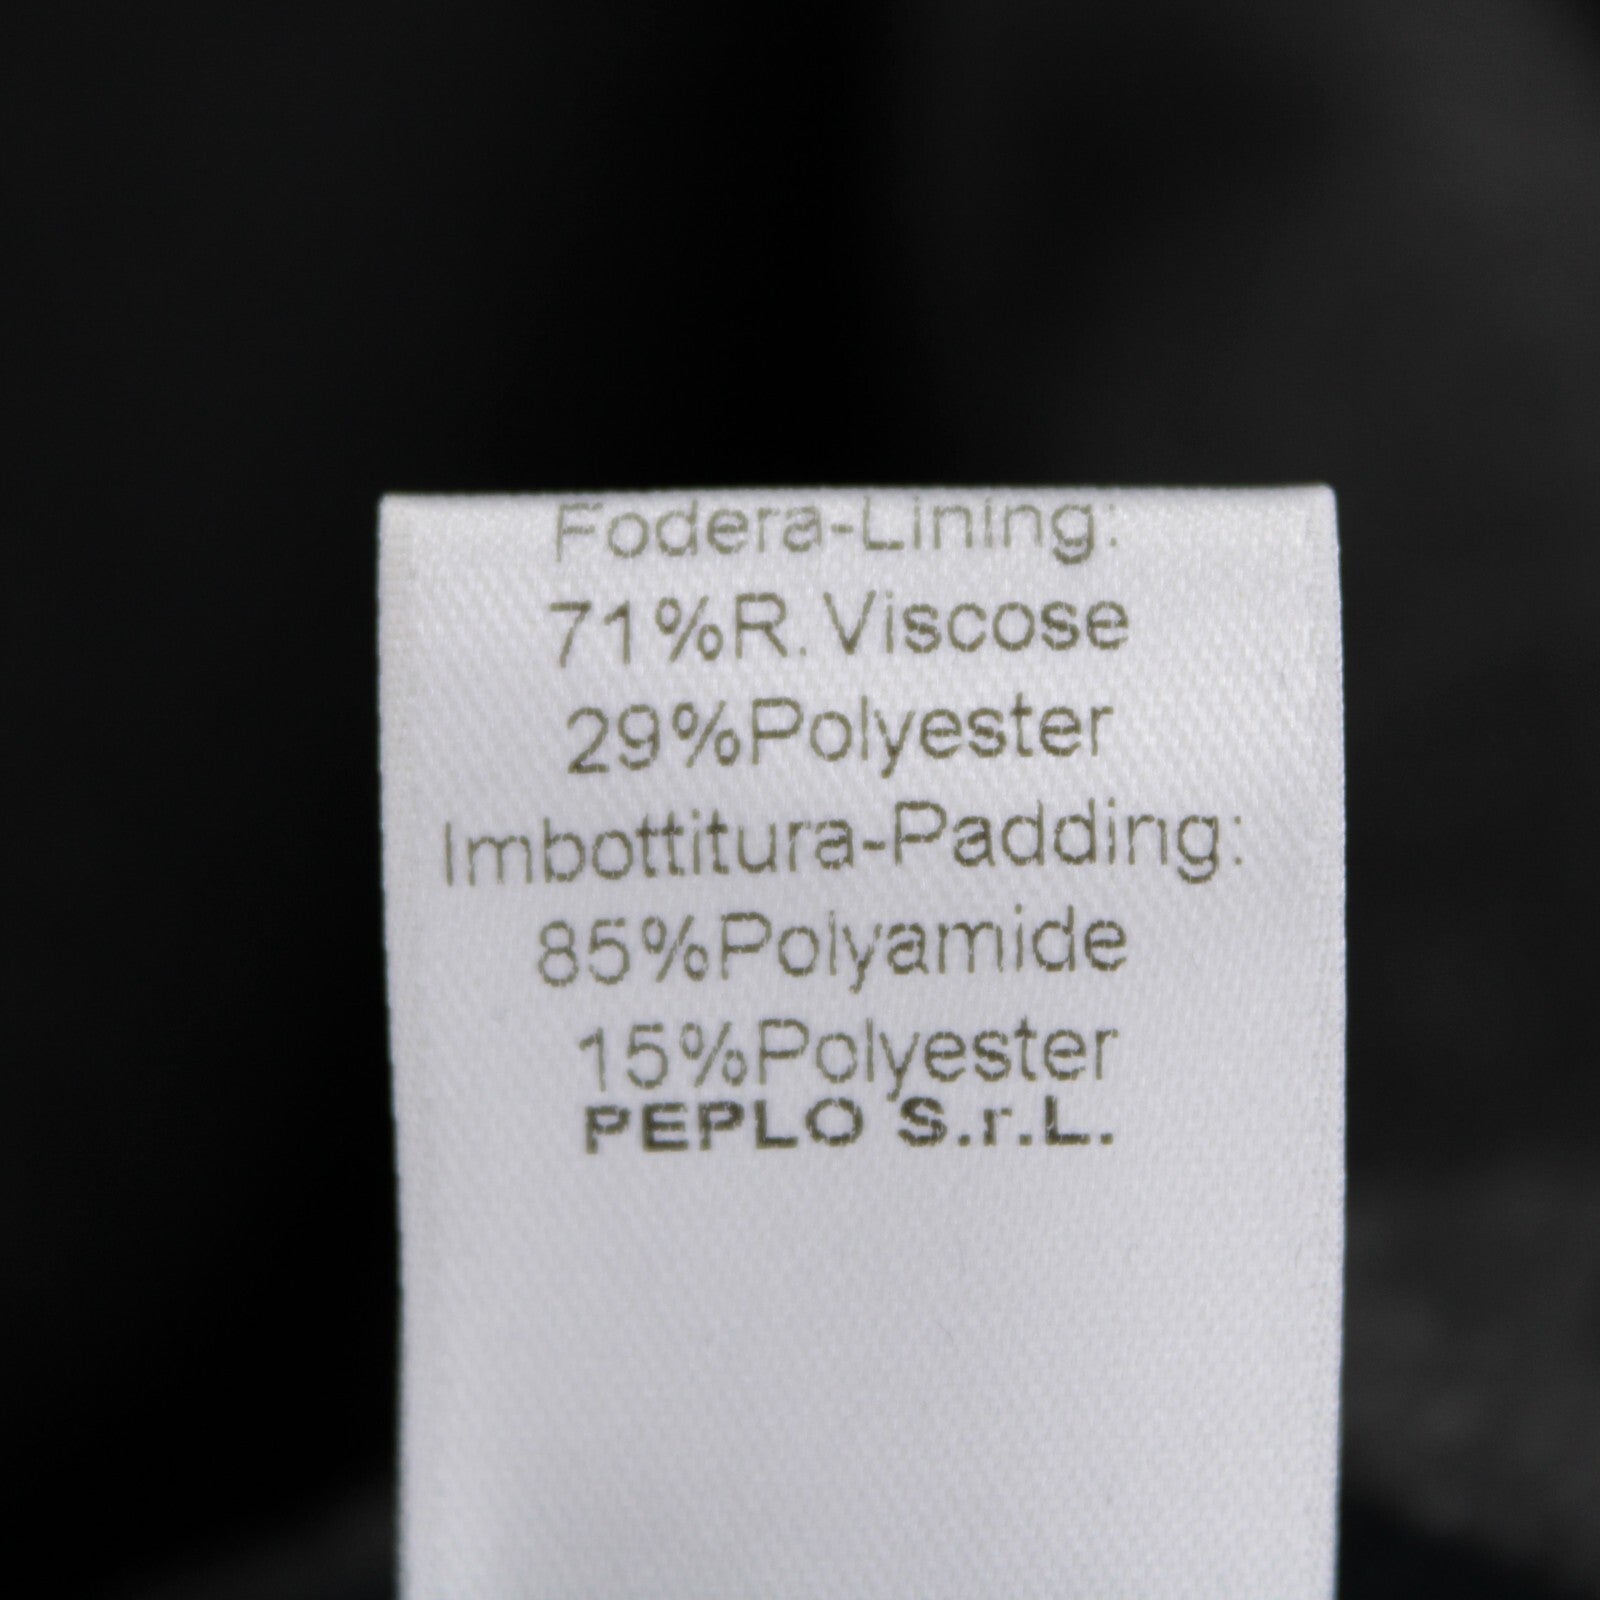 Fodera-Lining:
71%R. Viscose
29%Polyester
Imbottitura-Padding:
85%Polyamide
15%Polyester
PEPLO S.r.L.